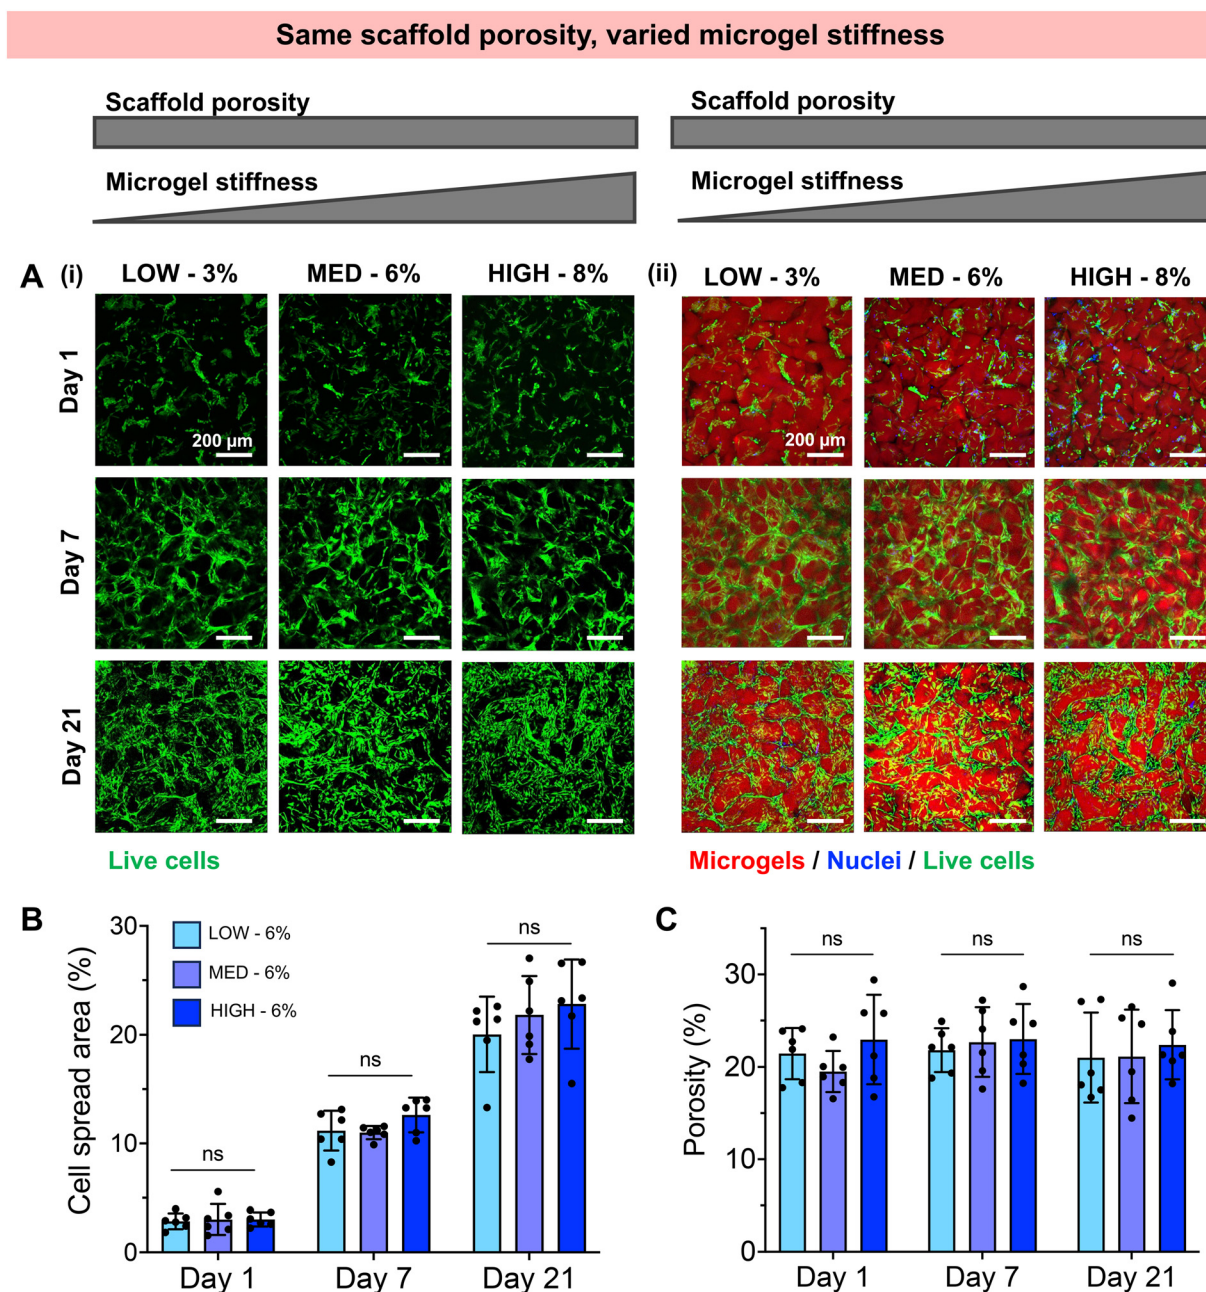 Same scaffold porosity, varied microgel stiffness
Scaffold porosity
Scaffold porosity
Microgel stiffness
Microgel stiffness
A (i) LOW - 3% MED - 6% HIGH - 8% (ii) LOW - 3% MED - 6% HIGH - 8%
Day 1
200 µm
200 µm
Day 7
Day 21
Live cells
Microgels / Nuclei / Live cells
B
Cell spread area (%)
30
20
10
0
LOW - 6%
MED - 6%
HIGH - 6%
ns
ns
ns
Day 1 Day 7 Day 21
C
Porosity (%)
30
20
10
0
ns ns ns
Day 1 Day 7 Day 21